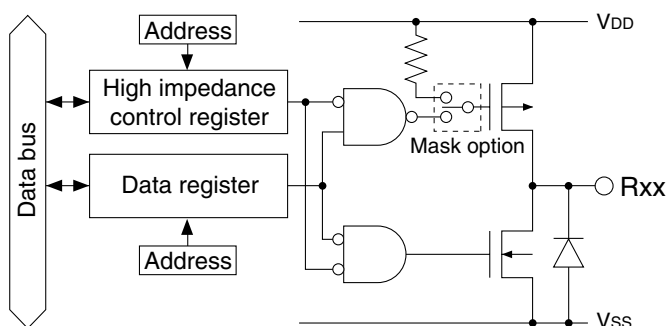 Address
VDD
High impedance
control register
Mask option
Data bus
Data register
Rxx
Address
VSS